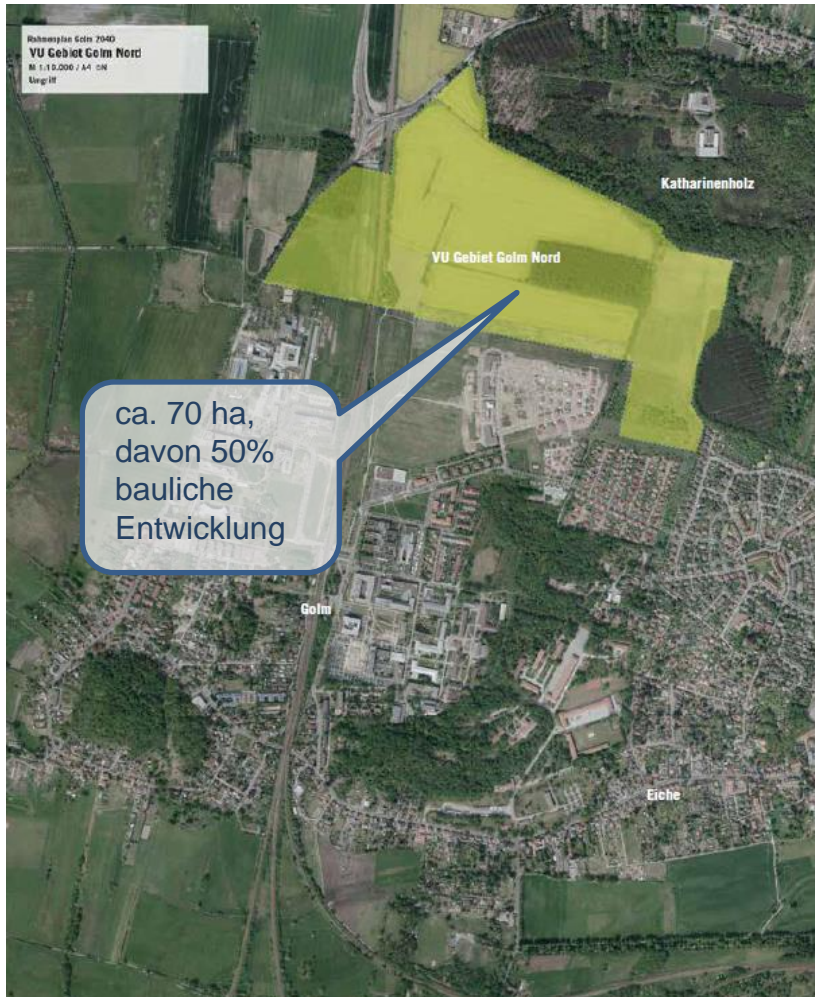 Rahmenplan Golm 2040
VU Gebiet Golm Nord
M 1:10.000 / A4 ON
Umgriff
Katharinenholz
VU Gebiet Golm Nord
ca. 70 ha,
davon 50%
bauliche
Entwicklung
Golm
Eiche